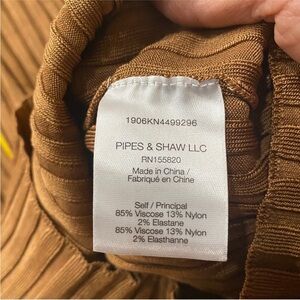 1906KN4499296
PIPES & SHAW LLC
RN155820
Made in China /
Fabriqué en Chine
Self / Principal
85% Viscose 13% Nylon
2% Elastane
85% Viscose 13% Nylon
2% Elasthanne